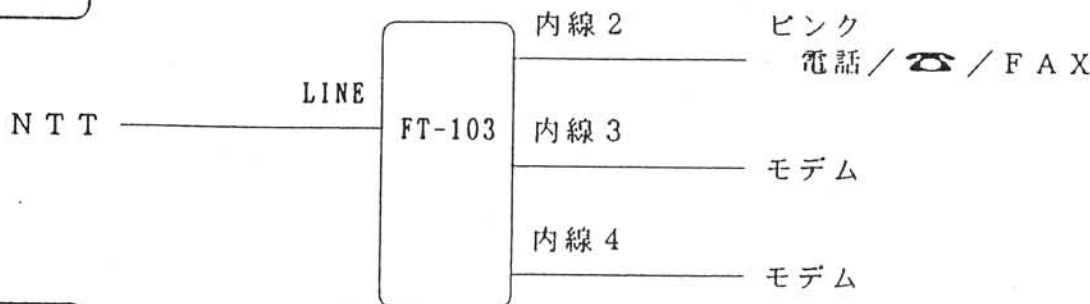 内線 2
ピンク
電話／☎／FAX
LINE
NTT
FT-103
内線 3
モデム
内線 4
モデム